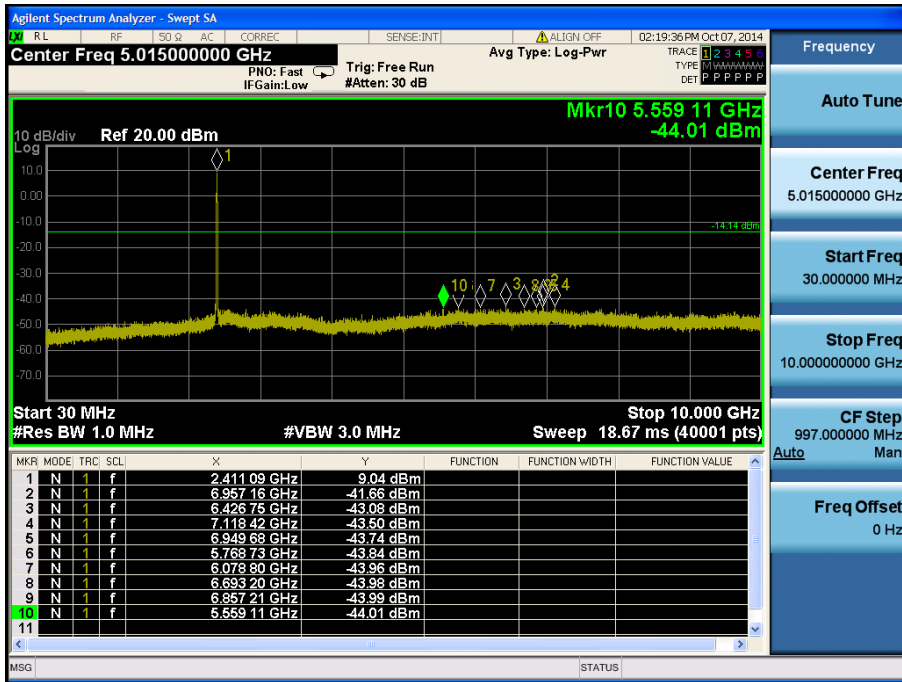 Agilent Spectrum Analyzer - Swept SA
LXI RL RF 50 Ω AC CORREC SENSE:INT ALIGN OFF 02:19:36 PM Oct 07, 2014
Center Freq 5.015000000 GHz
PNO: Fast
IFGain:Low
Trig: Free Run
#Atten: 30 dB
Avg Type: Log-Pwr
TRACE 1 2 3 4 5 6
TYPE M WWWWW
DET P P P P P P
Mkr10 5.559 11 GHz
-44.01 dBm
10 dB/div Ref 20.00 dBm
Log
10.0
0.00
-10.0
-20.0
-30.0
-40.0
-50.0
-60.0
-70.0
1
-14.14 dBm
10 7 3 8 2 4
Start 30 MHz Stop 10.000 GHz
#Res BW 1.0 MHz #VBW 3.0 MHz Sweep 18.67 ms (40001 pts)
MKR MODE TRC SCL X Y FUNCTION FUNCTION WIDTH FUNCTION VALUE
1 N 1 f 2.411 09 GHz 9.04 dBm
2 N 1 f 6.957 16 GHz -41.66 dBm
3 N 1 f 6.426 75 GHz -43.08 dBm
4 N 1 f 7.118 42 GHz -43.50 dBm
5 N 1 f 6.949 68 GHz -43.74 dBm
6 N 1 f 5.768 73 GHz -43.84 dBm
7 N 1 f 6.078 80 GHz -43.96 dBm
8 N 1 f 6.693 20 GHz -43.98 dBm
9 N 1 f 6.857 21 GHz -43.99 dBm
10 N 1 f 5.559 11 GHz -44.01 dBm
11
MSG STATUS
Frequency
Auto Tune
Center Freq
5.015000000 GHz
Start Freq
30.000000 MHz
Stop Freq
10.000000000 GHz
CF Step
997.000000 MHz
Auto Man
Freq Offset
0 Hz